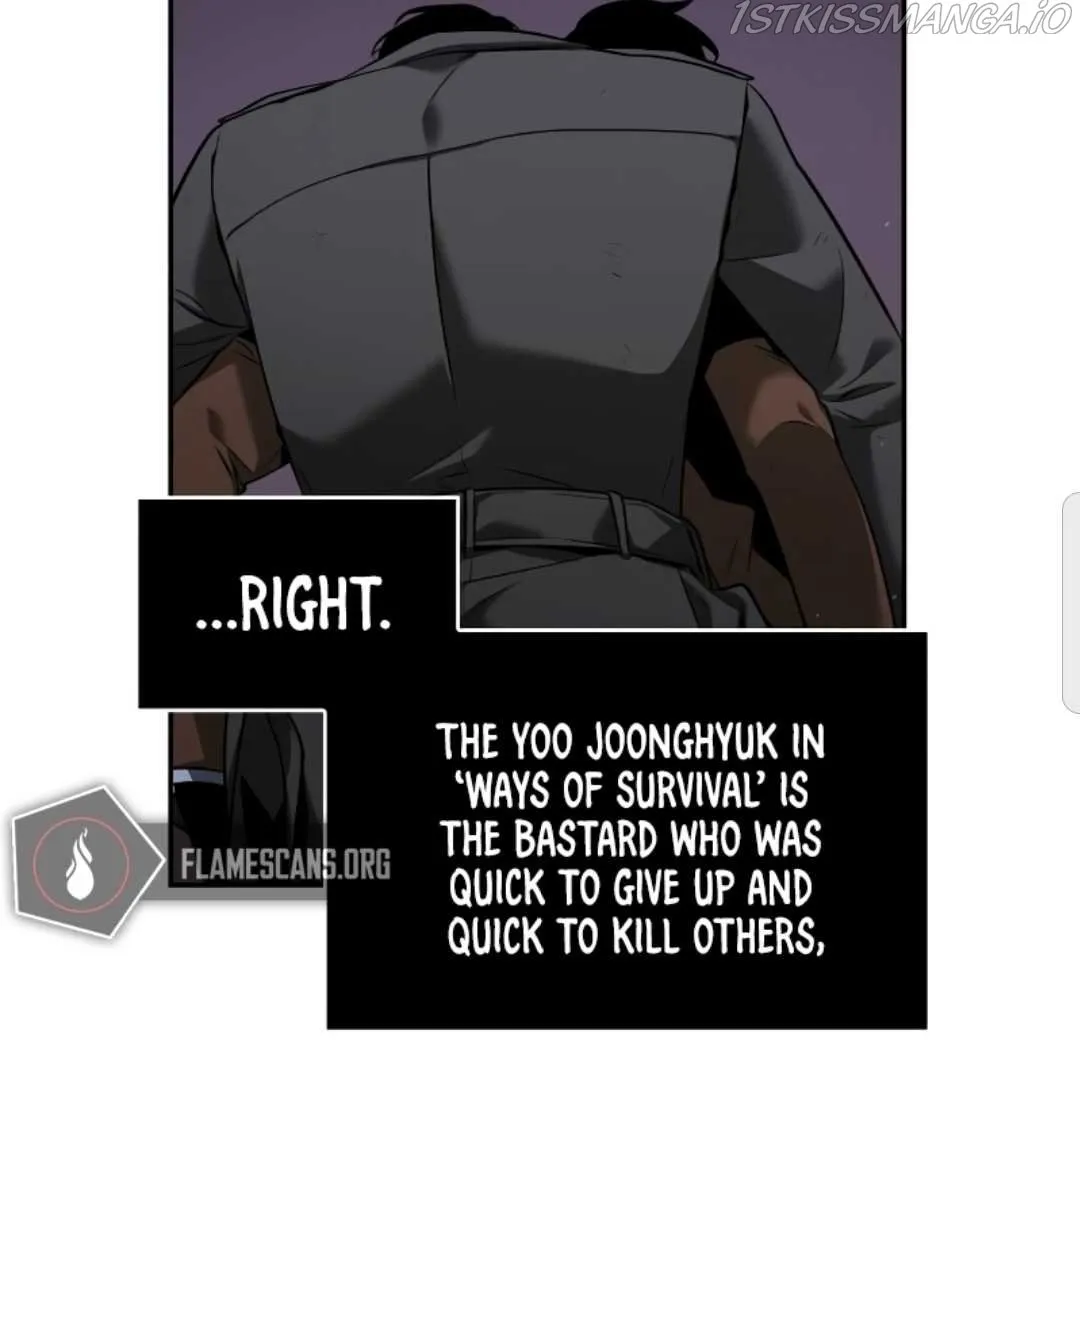 1STKISSMANGA.IO
...RIGHT.
THE YOO JOONGHYUK IN
‘WAYS OF SURVIVAL’ IS
THE BASTARD WHO WAS
QUICK TO GIVE UP AND
QUICK TO KILL OTHERS,
FLAMESCANS.ORG